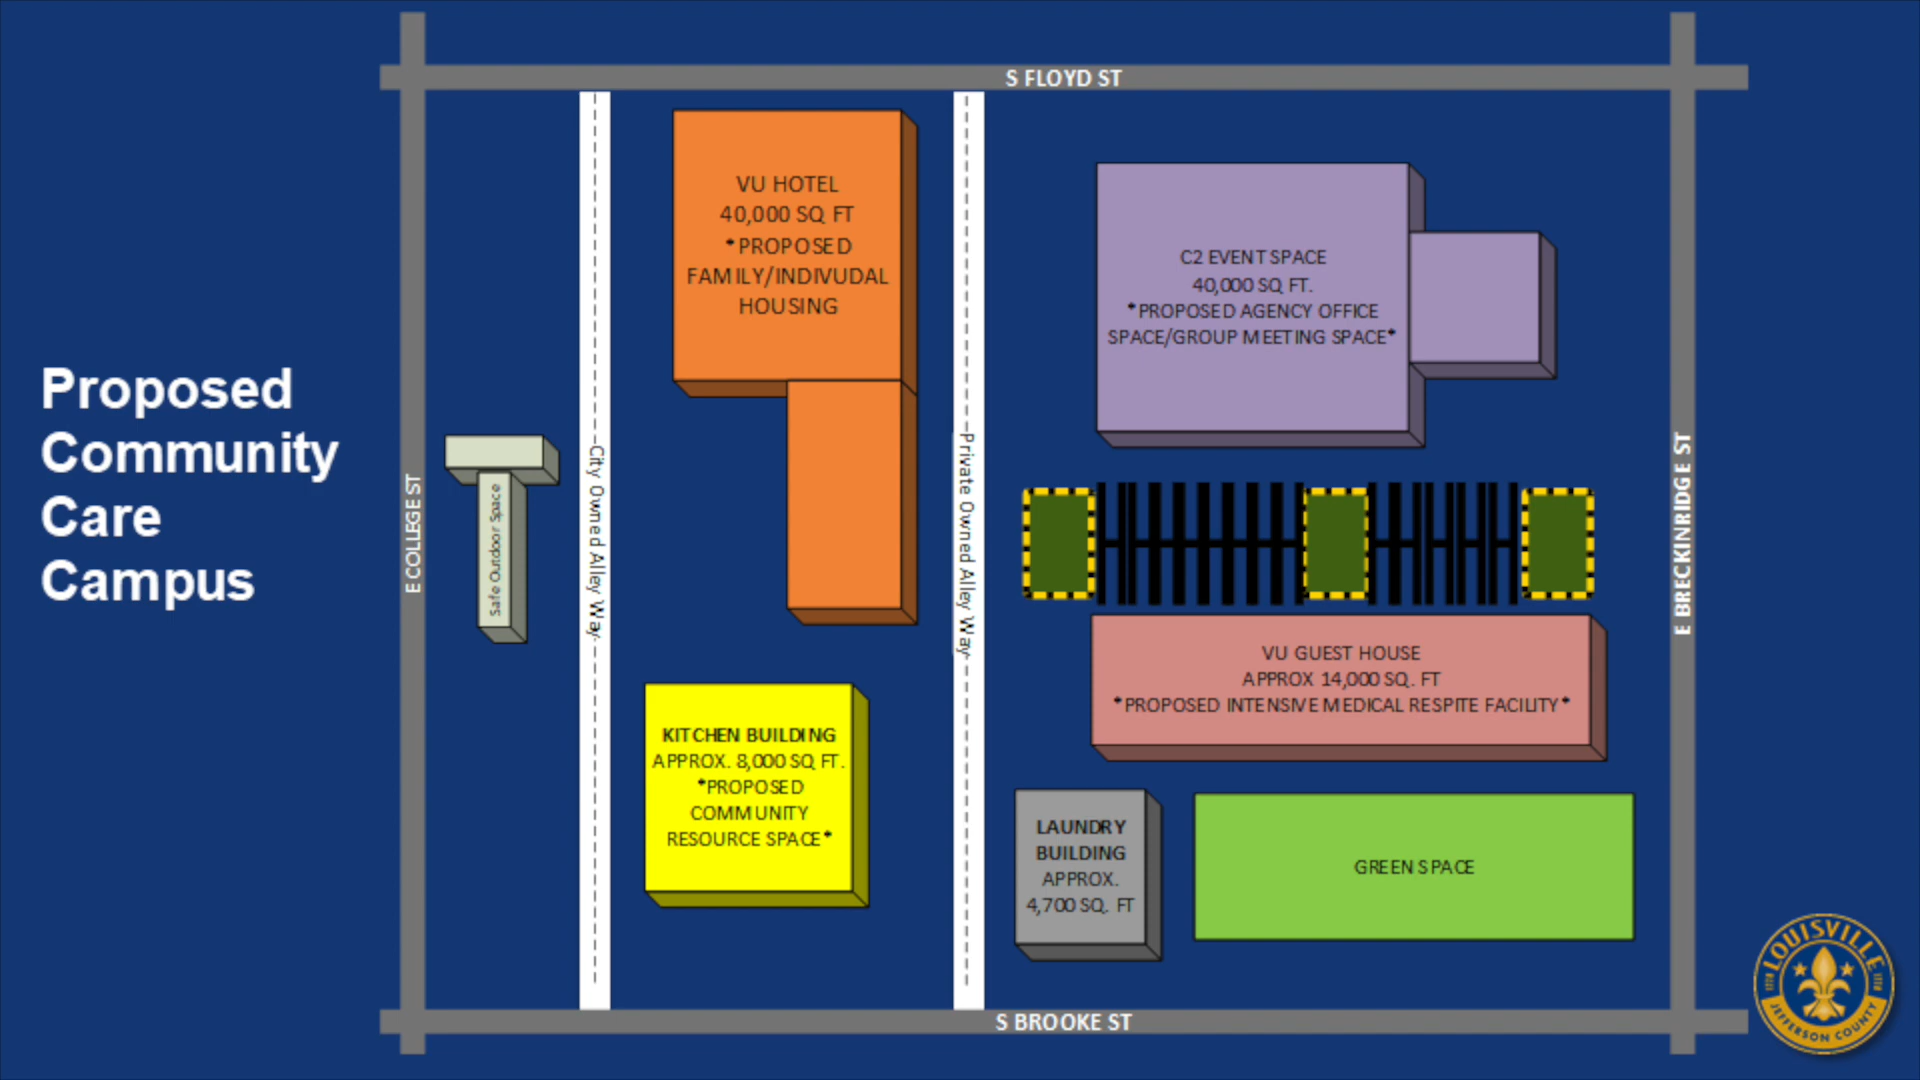 Proposed
Community
Care
Campus
S FLOYD ST
E COLLEGE ST
Safe Outdoor Space
City Owned Alley Way
VU HOTEL
40,000 SQ FT
*PROPOSED
FAMILY/INDIVUDAL
HOUSING
KITCHEN BUILDING
APPROX. 8,000 SQ FT.
*PROPOSED
COMMUNITY
RESOURCE SPACE*
Private Owned Alley Way
C2 EVENT SPACE
40,000 SQ FT.
*PROPOSED AGENCY OFFICE
SPACE/GROUP MEETING SPACE*
VU GUEST HOUSE
APPROX 14,000 SQ. FT
*PROPOSED INTENSIVE MEDICAL RESPITE FACILITY*
LAUNDRY
BUILDING
APPROX.
4,700 SQ. FT
GREEN SPACE
E BRECKINRIDGE ST
S BROOKE ST
LOUISVILLE
JEFFERSON COUNTY